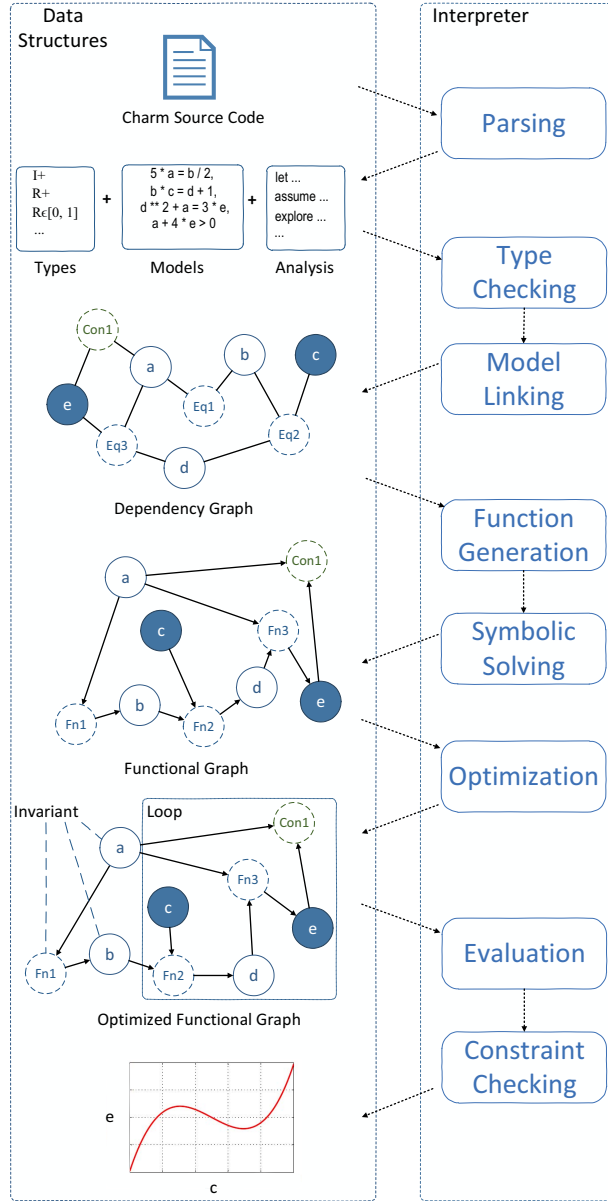 Data
Structures
Interpreter
Charm Source Code
Parsing
I+
R+
Rϵ[0, 1]
...
+
5 * a = b / 2,
b * c = d + 1,
d ** 2 + a = 3 * e,
a + 4 * e > 0
+
let ...
assume ...
explore ...
...
Types
Models
Analysis
Type
Checking
Con1
a
b
c
e
Eq1
Eq2
Eq3
d
Model
Linking
Dependency Graph
Function
Generation
a
Con1
c
Fn3
d
b
e
Fn1
Fn2
Symbolic
Solving
Functional Graph
Optimization
Invariant
Loop
a
Con1
Fn3
c
e
b
Fn1
Fn2
d
Evaluation
Optimized Functional Graph
Constraint
Checking
e
c